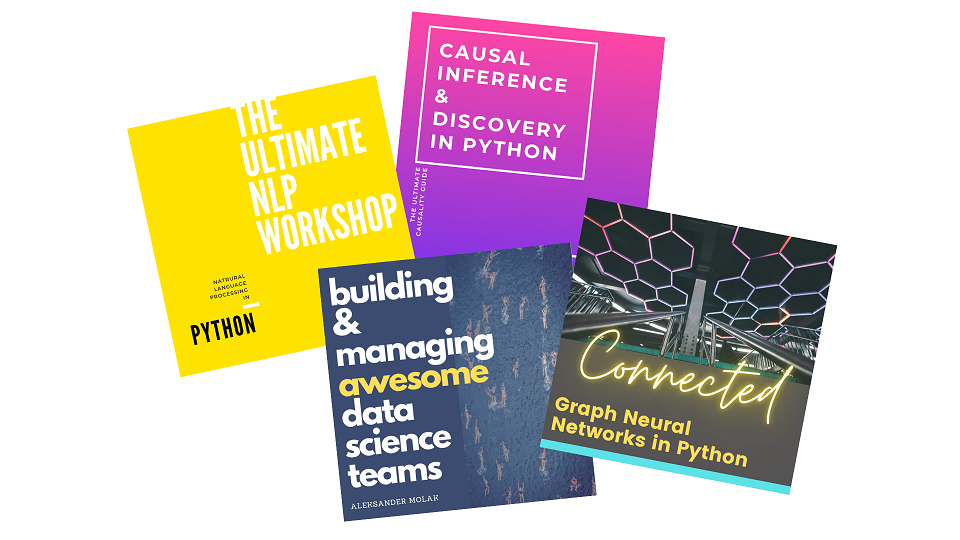 THE
ULTIMATE
NLP
WORKSHOP
NATRURAL
LANGUAGE
PROCESSING
IN
PYTHON
CAUSAL
INFERENCE
&
DISCOVERY
IN PYTHON
THE ULTIMATE
CAUSALITY GUIDE
building
&
managing
awesome
data
science
teams
ALEKSANDER MOLAK
Connected
Graph Neural
Networks in Python